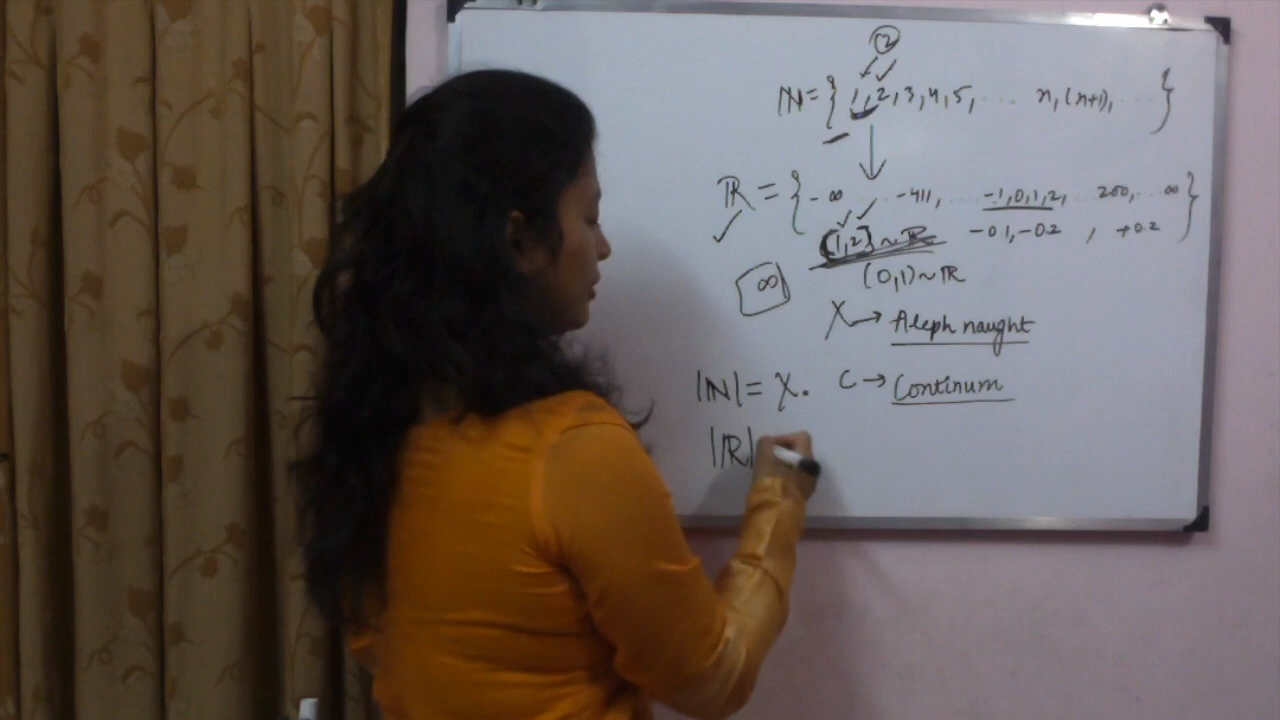 2
ℕ = { 1, 2, 3, 4, 5, ... n, (n+1), ... }
ℝ = { -∞ ... -411, ... -1, 0, 1, 2, 200, ... ∞
-0.1, -0.2 , +0.2 }
[1,2] ~ ℝ
∞ (0,1) ~ ℝ
X → Aleph naught
|ℕ| = X. C → Continum
|ℝ|